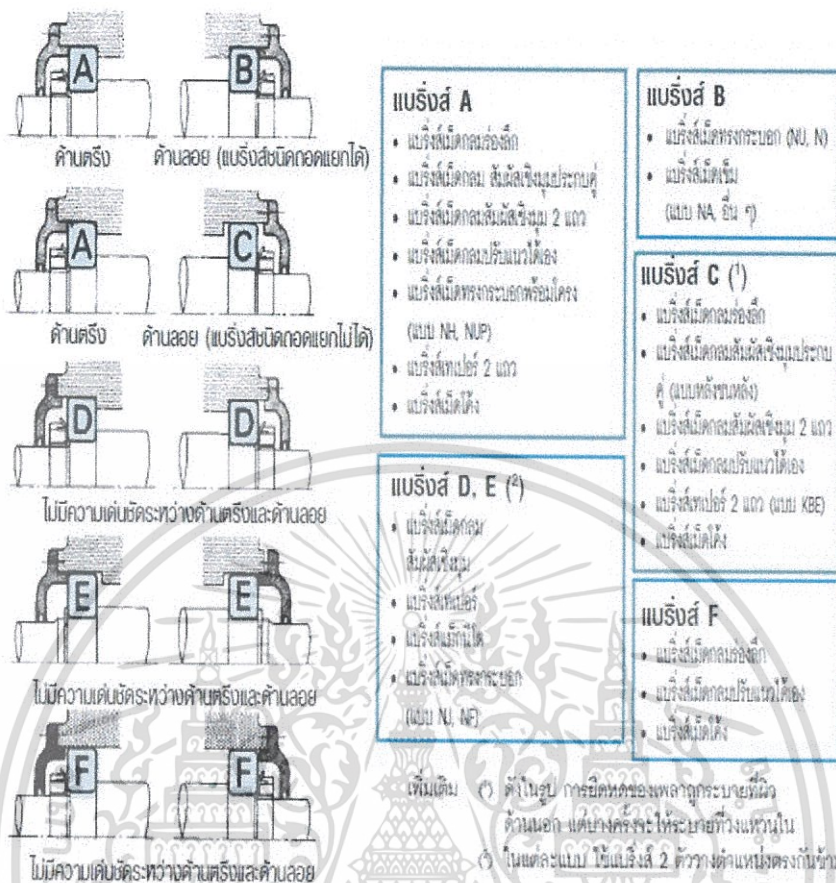 A
B
ด้านตรึง
ด้านลอย (แบริ่งส์ชนิดถอดแยกได้)
A
C
ด้านตรึง
ด้านลอย (แบริ่งส์ชนิดถอดแยกไม่ได้)
D
D
ไม่มีความเด่นชัดระหว่างด้านตรึงและด้านลอย
E
E
ไม่มีความเด่นชัดระหว่างด้านตรึงและด้านลอย
F
F
ไม่มีความเด่นชัดระหว่างด้านตรึงและด้านลอย
แบริ่งส์ A
• แบริ่งส์เม็ดกลมร่องลึก
• แบริ่งส์เม็ดกลม สัมผัสเชิงมุมประกบคู่
• แบริ่งส์เม็ดกลมสัมผัสเชิงมุม 2 แถว
• แบริ่งส์เม็ดกลมปรับแนวได้เอง
• แบริ่งส์เม็ดทรงกระบอกพร้อมโครง
(แบบ NH, NUP)
• แบริ่งส์เทเปอร์ 2 แถว
• แบริ่งส์เม็ดโค้ง
แบริ่งส์ B
• แบริ่งส์เม็ดทรงกระบอก (NU, N)
• แบริ่งส์เม็ดเข็ม
(แบบ NA, อื่น ๆ)
แบริ่งส์ C (¹)
• แบริ่งส์เม็ดกลมร่องลึก
• แบริ่งส์เม็ดกลมสัมผัสเชิงมุมประกบ
คู่ (แบบหลังชนหลัง)
• แบริ่งส์เม็ดกลมสัมผัสเชิงมุม 2 แถว
• แบริ่งส์เม็ดกลมปรับแนวได้เอง
• แบริ่งส์เทเปอร์ 2 แถว (แบบ KBE)
• แบริ่งส์เม็ดโค้ง
แบริ่งส์ D, E (²)
• แบริ่งส์เม็ดกลม
สัมผัสเชิงมุม
• แบริ่งส์เทเปอร์
• แบริ่งส์แม็กนีโต
• แบริ่งส์เม็ดทรงกระบอก
(แบบ NJ, NF)
แบริ่งส์ F
• แบริ่งส์เม็ดกลมร่องลึก
• แบริ่งส์เม็ดกลมปรับแนวได้เอง
• แบริ่งส์เม็ดโค้ง
เพิ่มเติม (¹) ดังในรูป การยืดหดของเพลาถูกระบายที่ผิว
ด้านนอก แต่บางครั้งจะให้ระบายที่วงแหวนใน
(²) ในแต่ละแบบ ใช้แบริ่งส์ 2 ตัววางตำแหน่งตรงกันข้าม